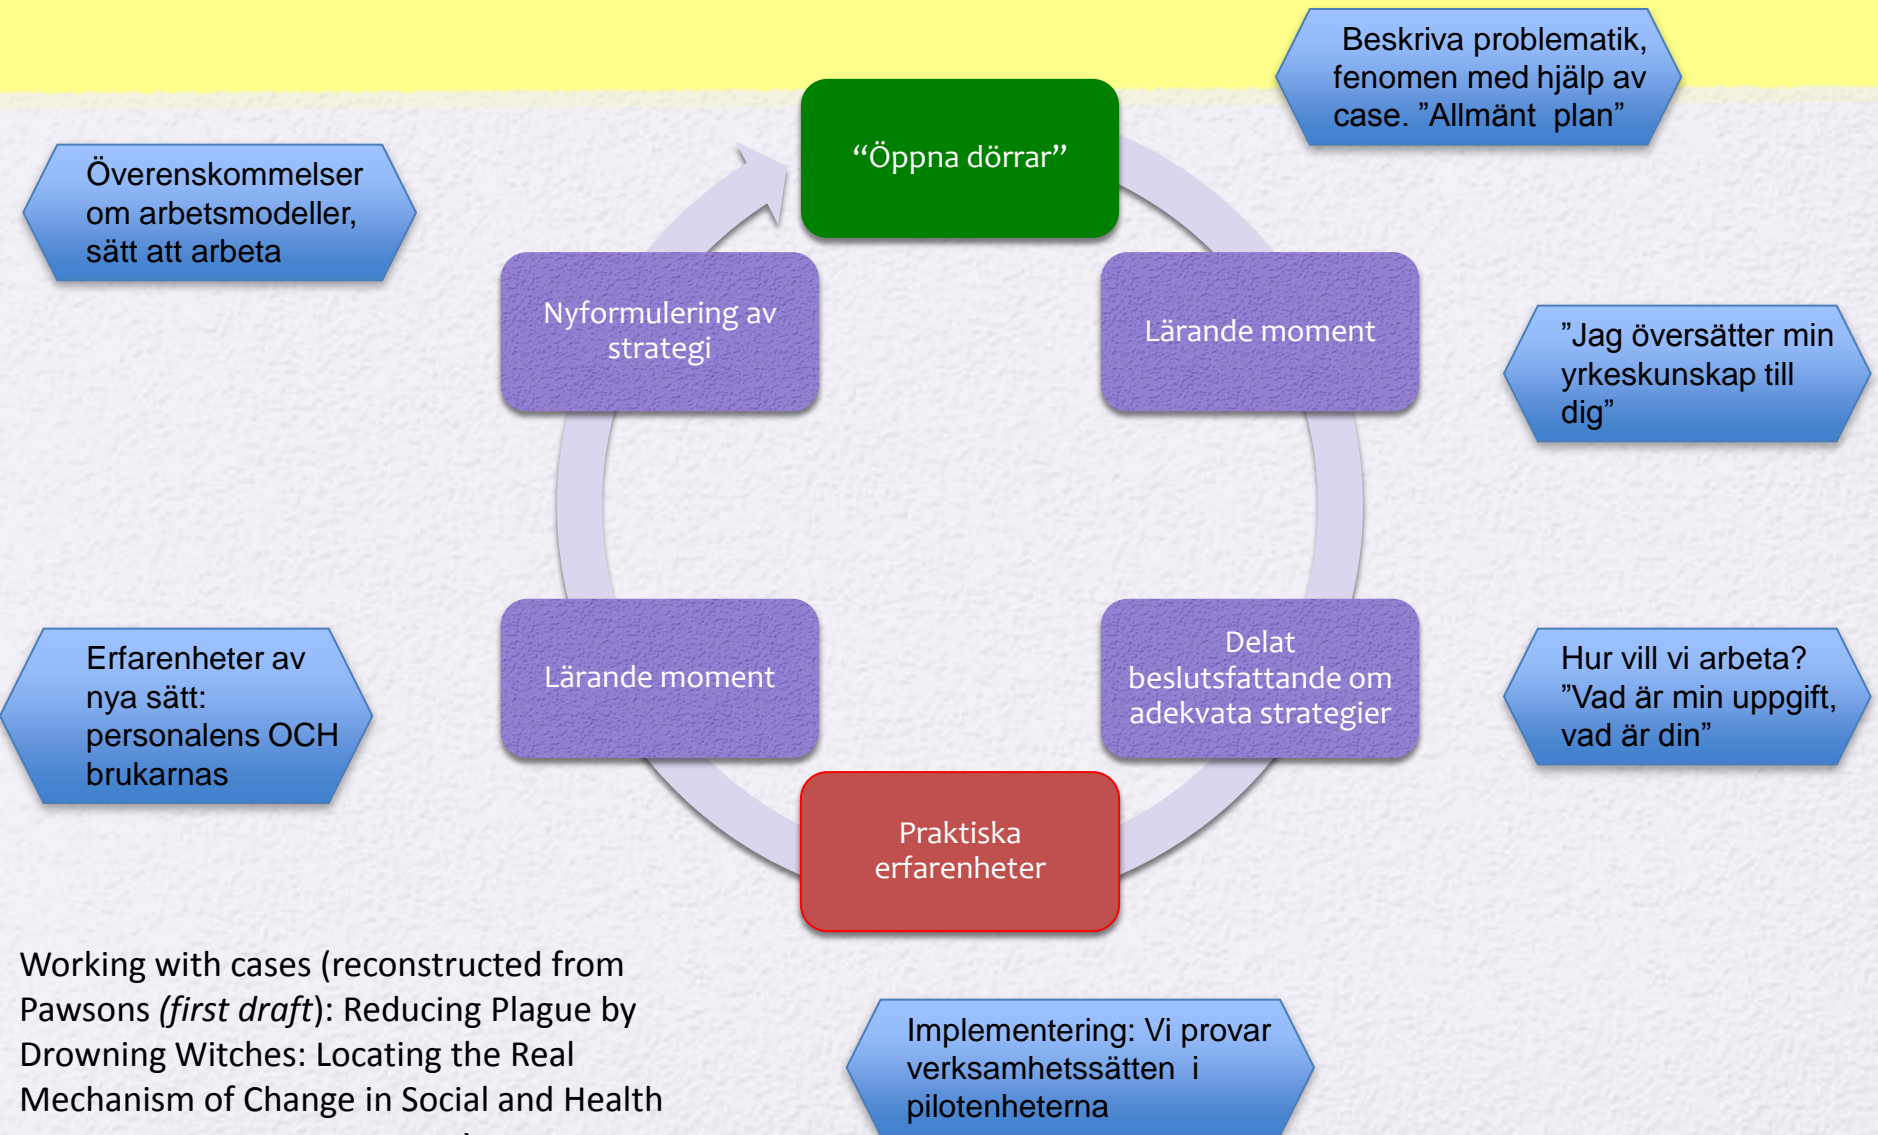 Beskriva problematik,
fenomen med hjälp av
case. ”Allmänt plan”
“Öppna dörrar”
Överenskommelser
om arbetsmodeller,
sätt att arbeta
Nyformulering av
strategi
Lärande moment
”Jag översätter min
yrkeskunskap till
dig”
Erfarenheter av
nya sätt:
personalens OCH
brukarnas
Lärande moment
Delat
beslutsfattande om
adekvata strategier
Hur vill vi arbeta?
”Vad är min uppgift,
vad är din”
Praktiska
erfarenheter
Working with cases (reconstructed from
Pawsons (first draft): Reducing Plague by
Drowning Witches: Locating the Real
Mechanism of Change in Social and Health
Implementering: Vi provar
verksamhetssätten i
pilotenheterna